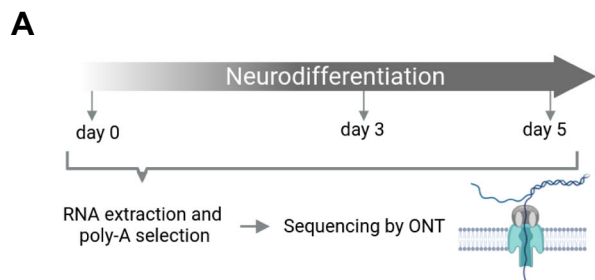 A
Neurodifferentiation
day 0
day 3
day 5
RNA extraction and
poly-A selection
Sequencing by ONT